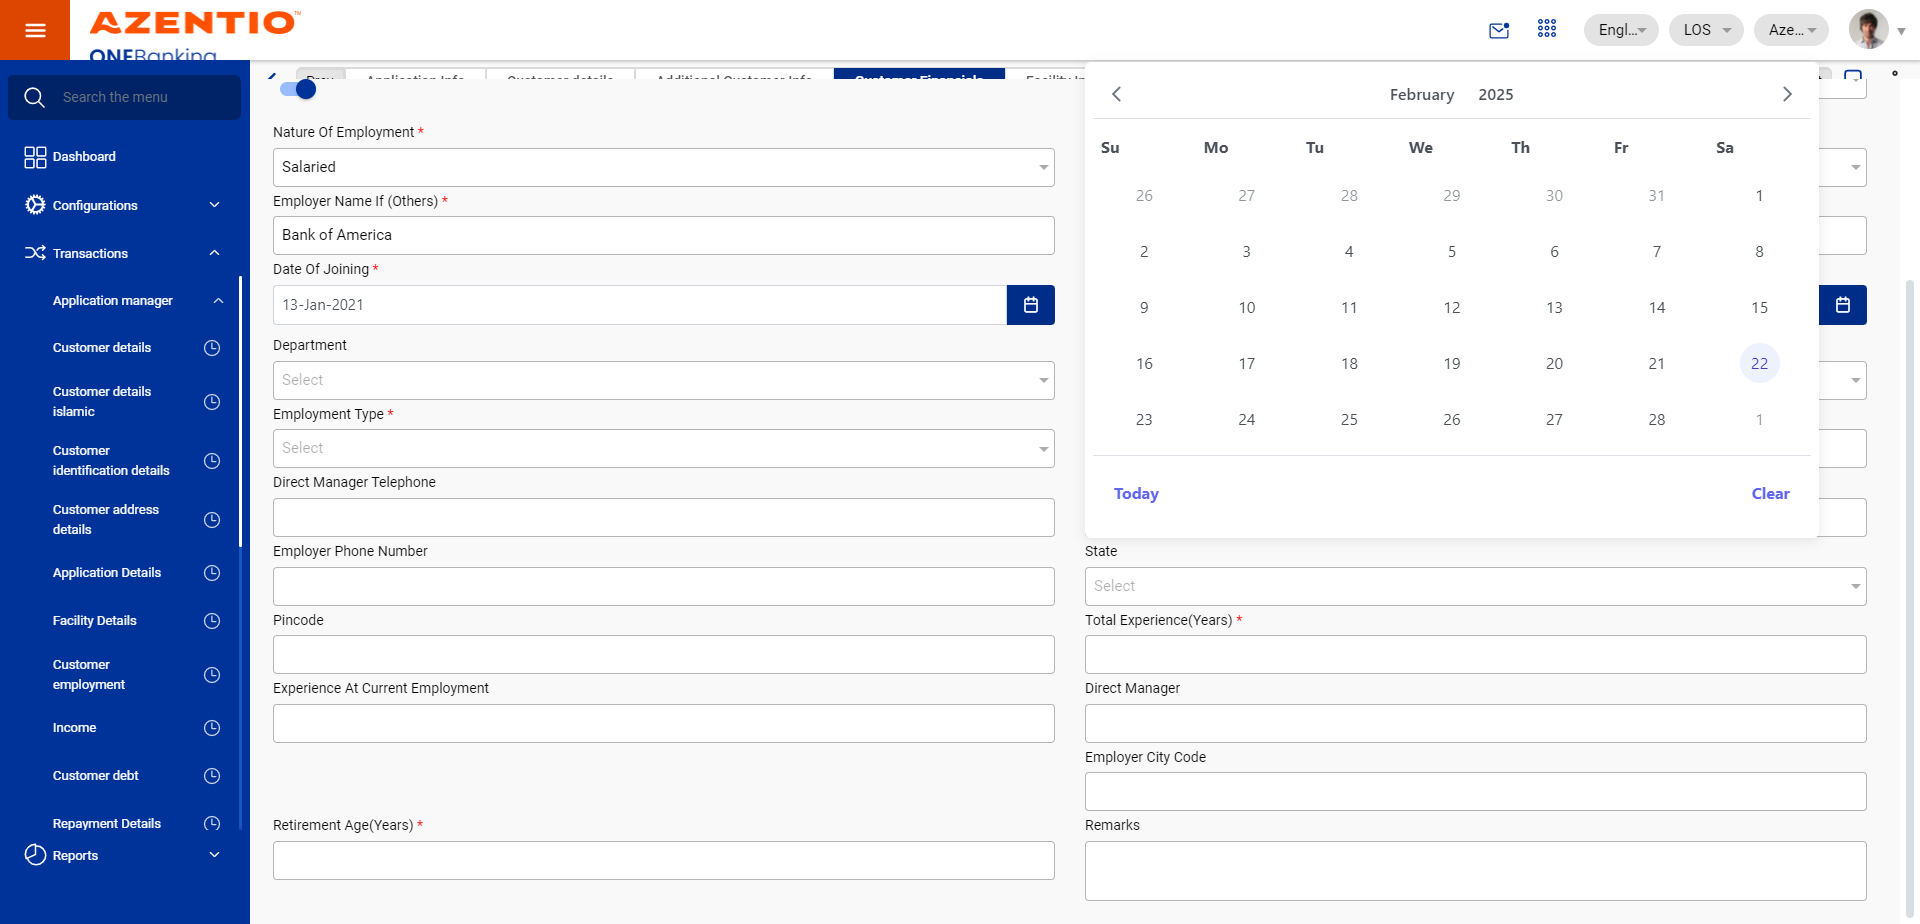 AZENTIO™
ONEBanking
Engl...
LOS
Aze...
Search the menu
Dashboard
Configurations
Transactions
Application manager
Customer details
Customer details
islamic
Customer
identification details
Customer address
details
Application Details
Facility Details
Customer
employment
Income
Customer debt
Repayment Details
Reports
Prev
Application Info
Customer details
Additional Customer Info
Customer Financials
Nature Of Employment *
Salaried
Employer Name If (Others) *
Bank of America
Date Of Joining *
13-Jan-2021
Department
Select
Employment Type *
Select
Direct Manager Telephone
Employer Phone Number
Pincode
Experience At Current Employment
Retirement Age(Years) *
February 2025
Su Mo Tu We Th Fr Sa
26 27 28 29 30 31 1
2 3 4 5 6 7 8
9 10 11 12 13 14 15
16 17 18 19 20 21 22
23 24 25 26 27 28 1
Today Clear
State
Select
Total Experience(Years) *
Direct Manager
Employer City Code
Remarks